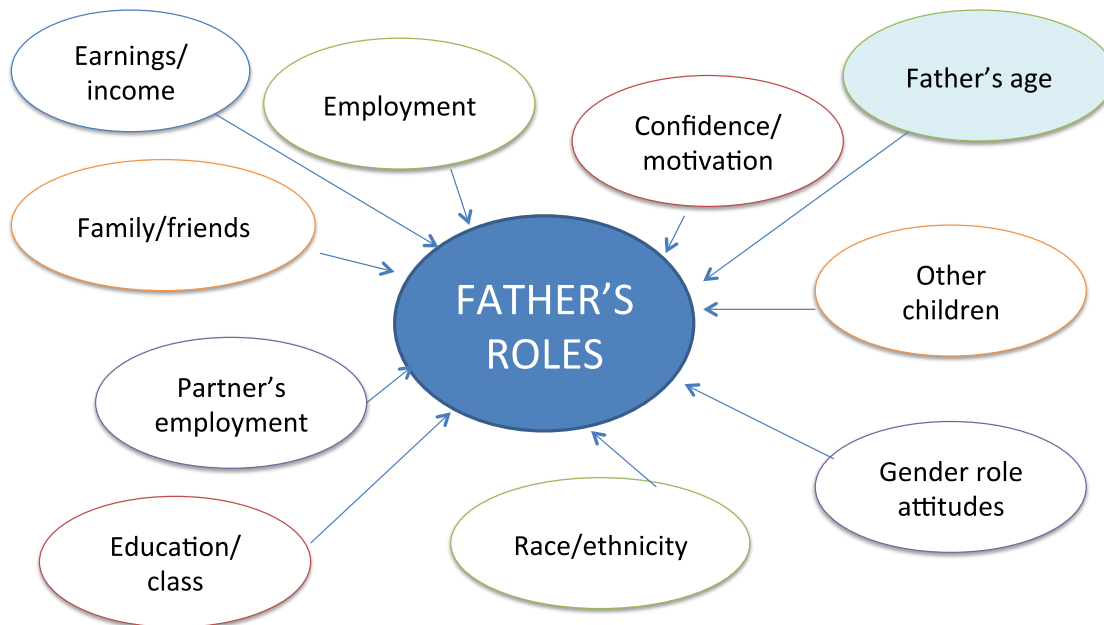 Earnings/
income
Employment
Confidence/
motivation
Father’s age
Family/friends
FATHER’S
ROLES
Other
children
Partner’s
employment
Gender role
attitudes
Education/
class
Race/ethnicity